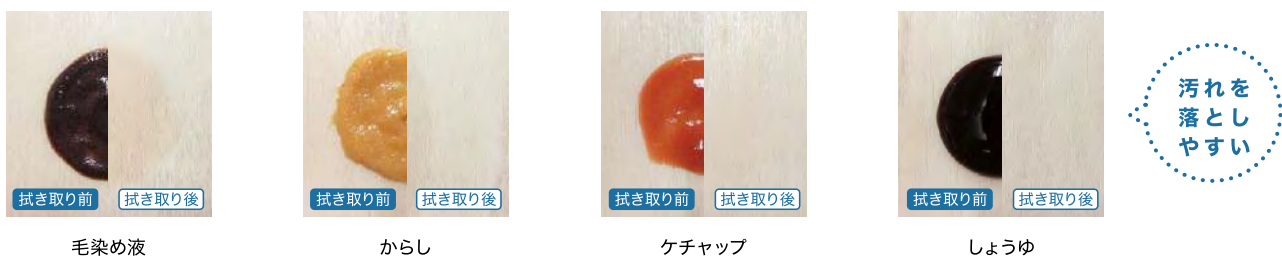 拭き取り前
拭き取り後
毛染め液
拭き取り前
拭き取り後
からし
拭き取り前
拭き取り後
ケチャップ
拭き取り前
拭き取り後
しょうゆ
汚れを
落とし
やすい